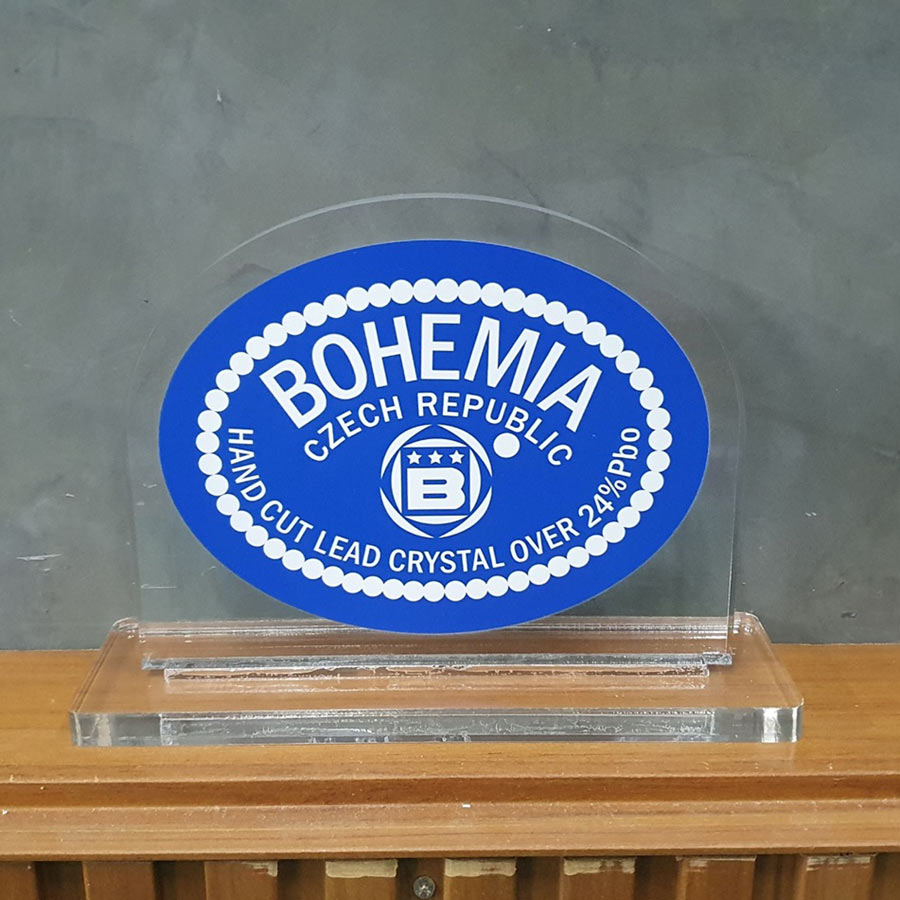 BOHEMIA
CZECH REPUBLIC
B
HAND CUT LEAD CRYSTAL OVER 24%Pbo